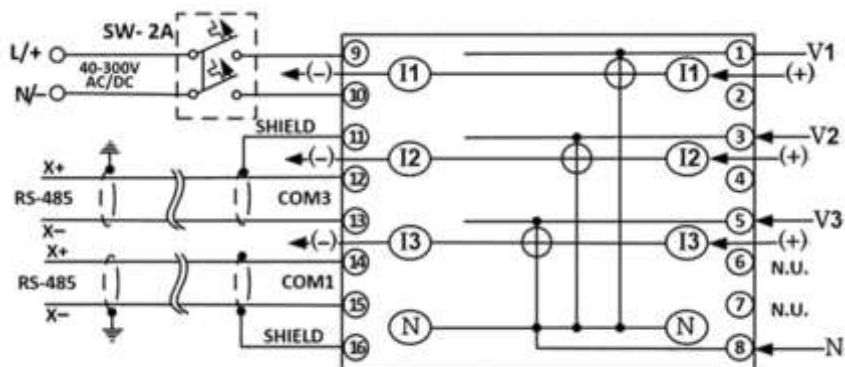 SW- 2A
L/+
40-300V
AC/DC
N/-
9
1
V1
(-)
I1
I1
(+)
10
2
SHIELD
11
3
V2
(-)
I2
I2
(+)
X+
12
4
RS-485
COM3
X-
13
5
V3
(-)
I3
I3
(+)
X+
14
6
N.U.
RS-485
COM1
7
N.U.
X-
15
N
N
SHIELD
16
8
N